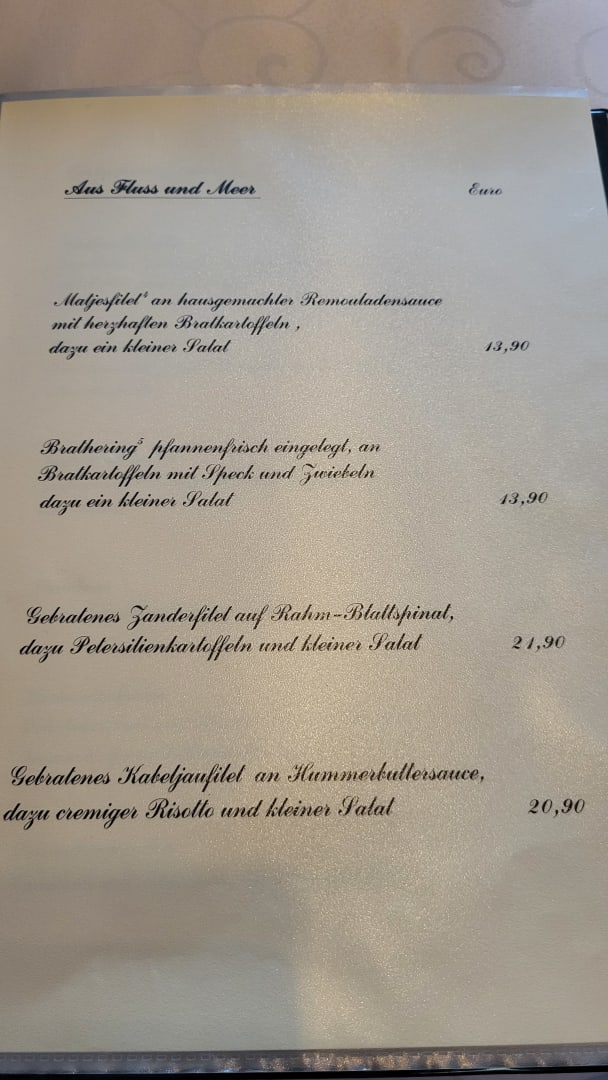 Aus Fluss und Meer Euro
Matjesfilet⁴ an hausgemachter Remouladensauce
mit herzhaften Bratkartoffeln ,
dazu ein kleiner Salat 13,90
Brathering⁵ pfannenfrisch eingelegt, an
Bratkartoffeln mit Speck und Zwiebeln
dazu ein kleiner Salat 13,90
Gebratenes Zanderfilet auf Rahm-Blattspinat,
dazu Petersilienkartoffeln und kleiner Salat 21,90
Gebratenes Kabeljaufilet an Hummerbuttersauce,
dazu cremiger Risotto und kleiner Salat 20,90